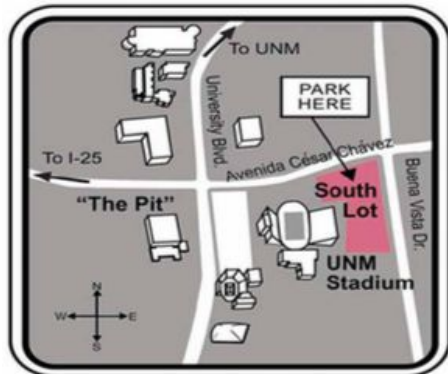 To UNM
PARK
HERE
University Blvd.
To I-25
Avenida César Chávez
"The Pit"
South
Lot
Buena Vista Dr.
UNM
Stadium
N
W E
S